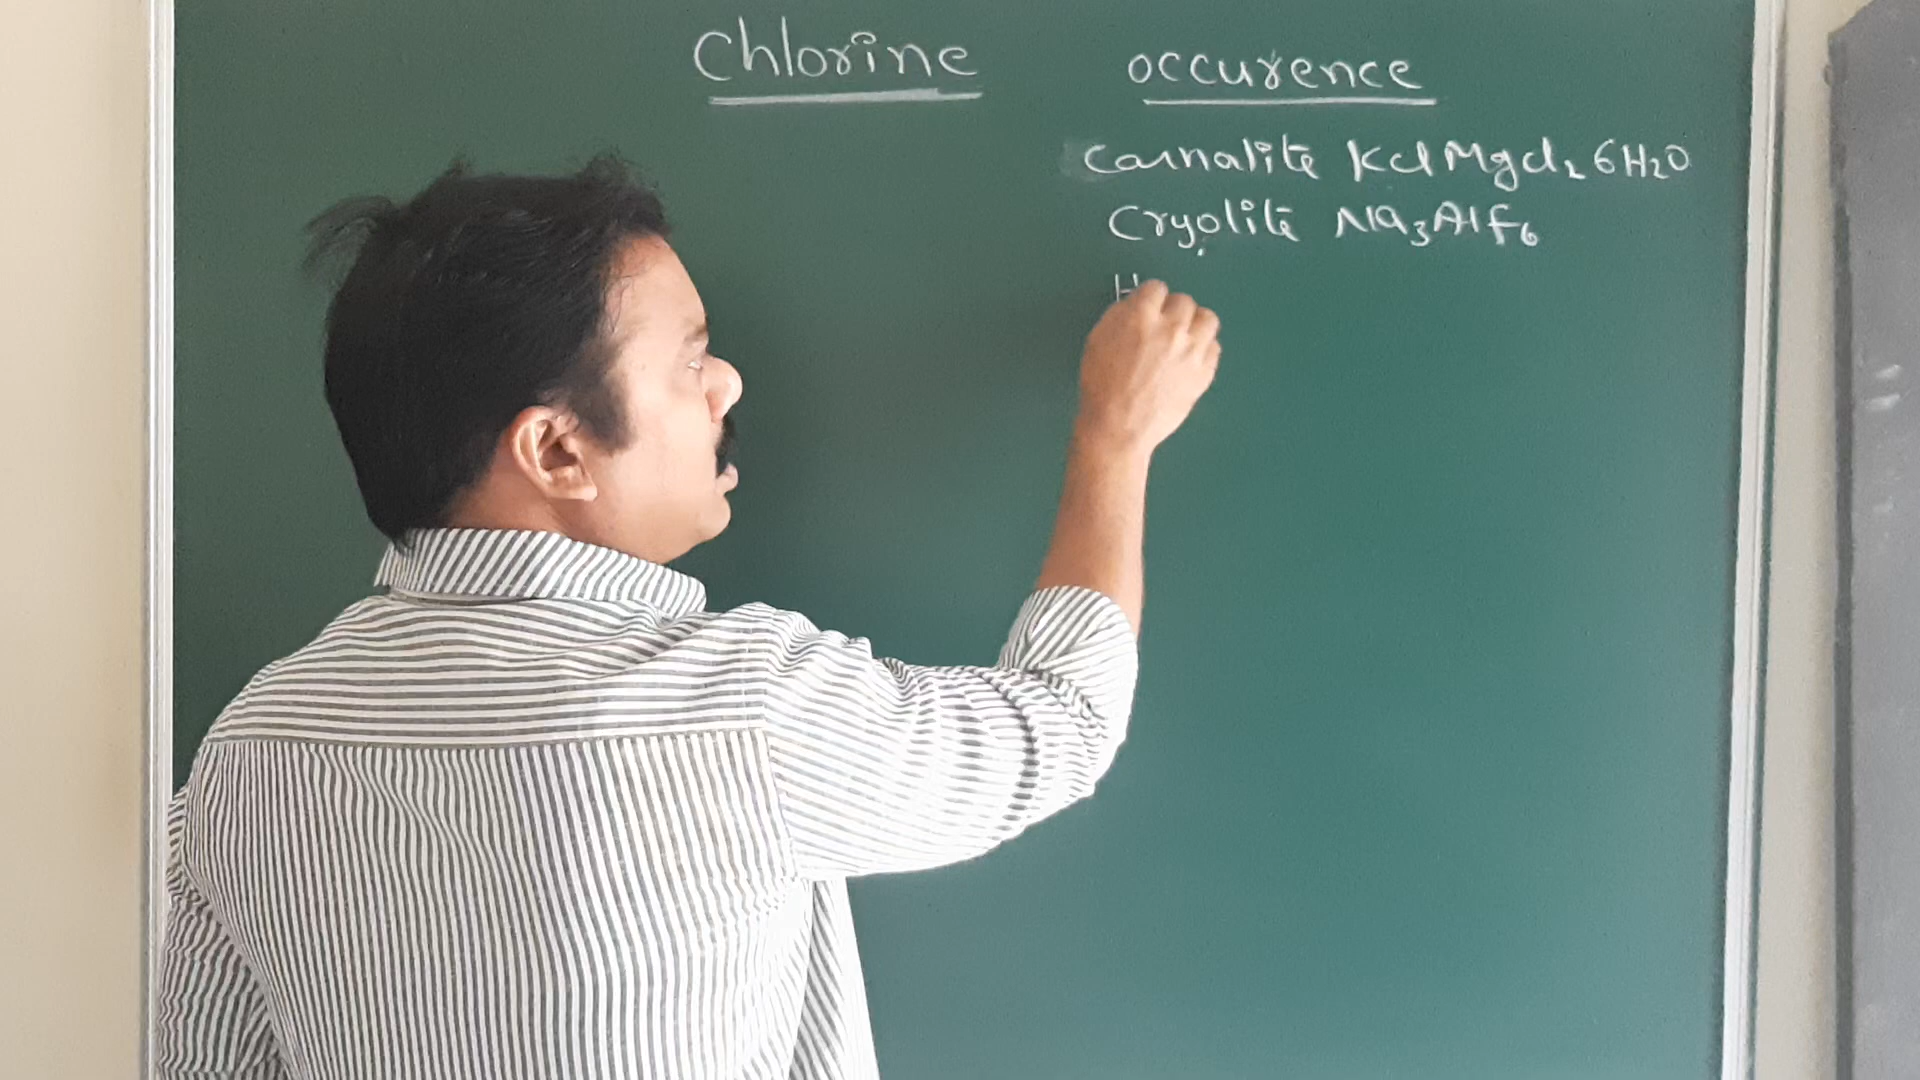 Chlorine
occurence
Carnalite KCl MgCl2 6H2O
Cryolite Na3AlF6
H